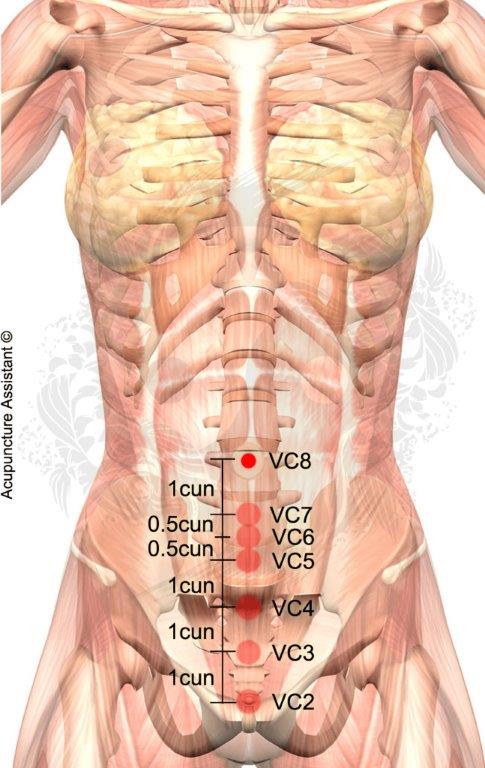 Acupuncture Assistant ©
VC8
1cun
VC7
0.5cun
VC6
0.5cun
VC5
1cun
VC4
1cun
VC3
1cun
VC2